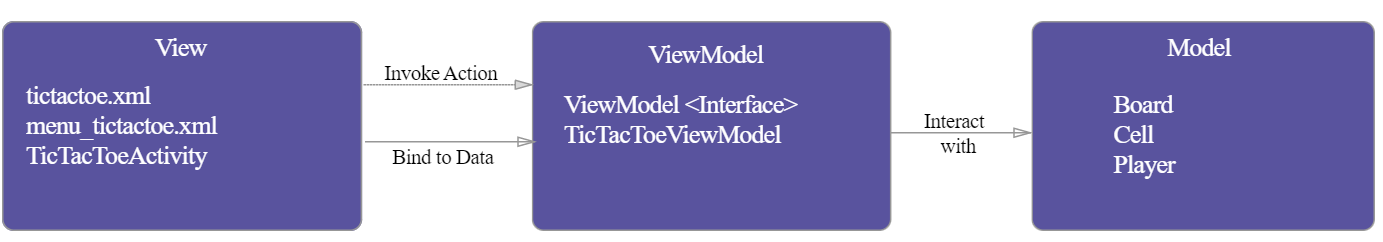 View
tictactoe.xml
menu_tictactoe.xml
TicTacToeActivity
Invoke Action
Bind to Data
ViewModel
ViewModel <Interface>
TicTacToeViewModel
Interact
with
Model
Board
Cell
Player